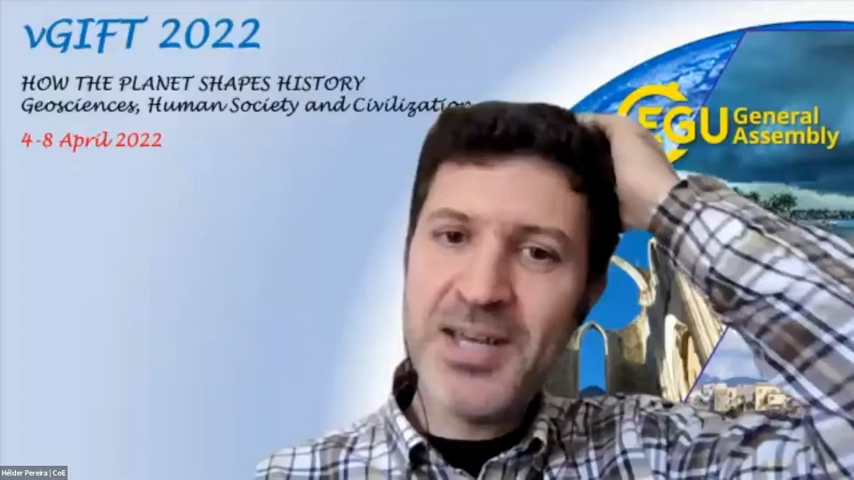 vGIFT 2022
HOW THE PLANET SHAPES HISTORY
Geosciences, Human Society and Civilization
4-8 April 2022
EGU General
Assembly
Hélder Pereira | CoE